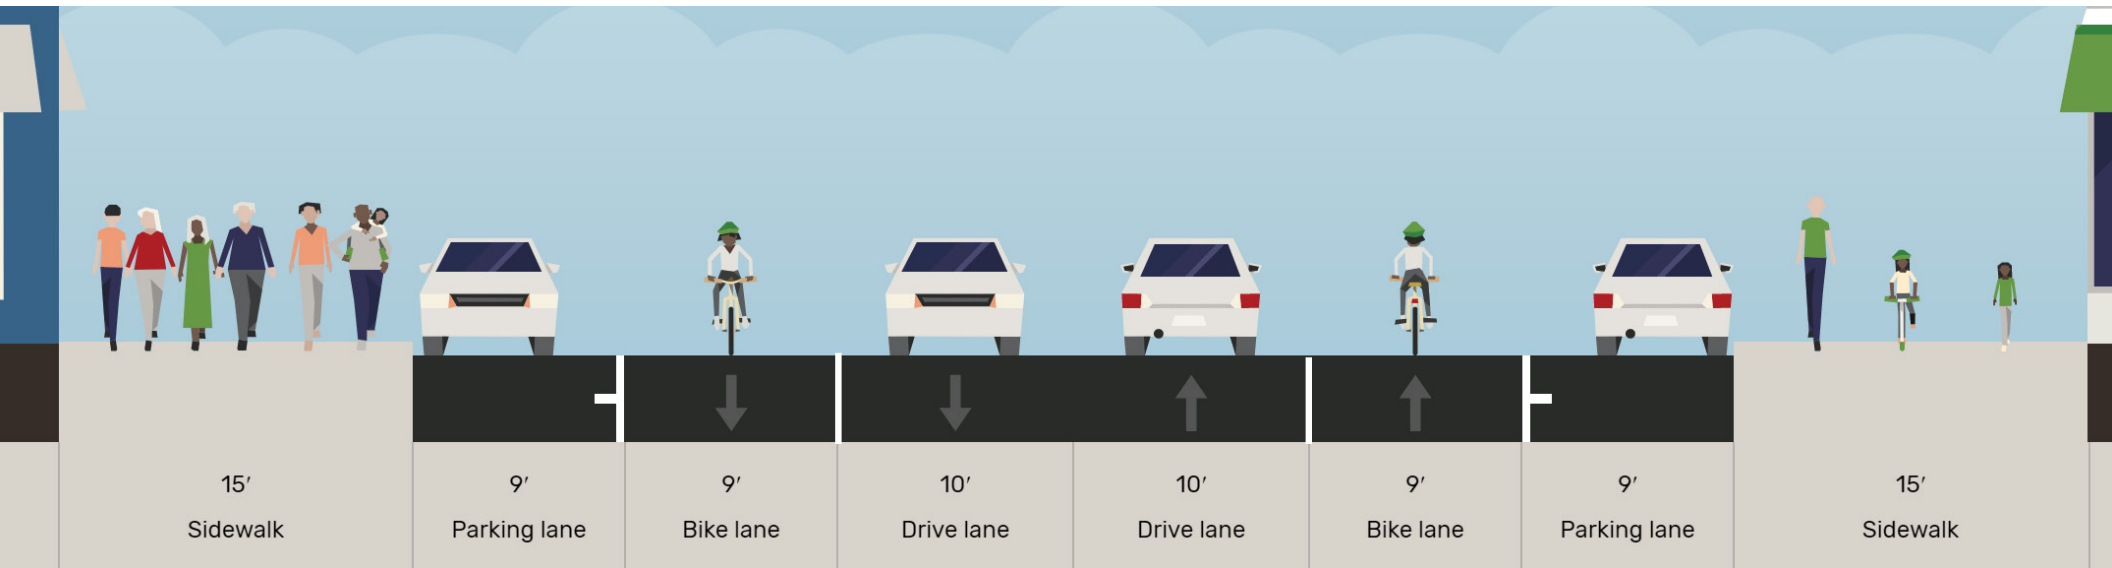 15′ 9′ 9′ 10′ 10′ 9′ 9′ 15′
Sidewalk Parking lane Bike lane Drive lane Drive lane Bike lane Parking lane Sidewalk